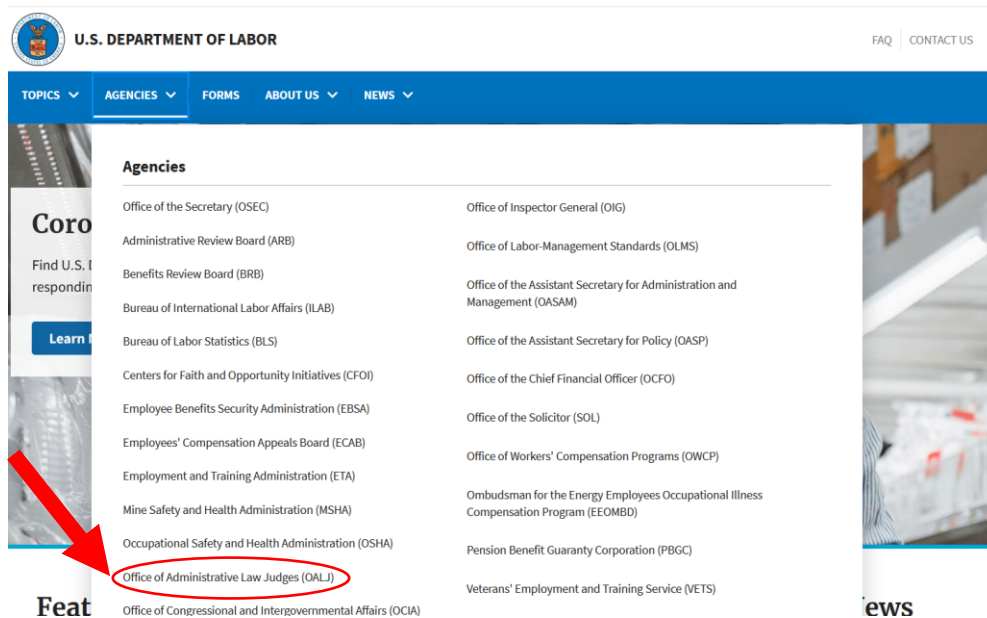 U.S. DEPARTMENT OF LABOR
FAQ CONTACT US
TOPICS AGENCIES FORMS ABOUT US NEWS
Agencies
Office of the Secretary (OSEC)
Administrative Review Board (ARB)
Benefits Review Board (BRB)
Bureau of International Labor Affairs (ILAB)
Bureau of Labor Statistics (BLS)
Centers for Faith and Opportunity Initiatives (CFOI)
Employee Benefits Security Administration (EBSA)
Employees' Compensation Appeals Board (ECAB)
Employment and Training Administration (ETA)
Mine Safety and Health Administration (MSHA)
Occupational Safety and Health Administration (OSHA)
Office of Administrative Law Judges (OALJ)
Office of Congressional and Intergovernmental Affairs (OCIA)
Office of Inspector General (OIG)
Office of Labor-Management Standards (OLMS)
Office of the Assistant Secretary for Administration and
Management (OASAM)
Office of the Assistant Secretary for Policy (OASP)
Office of the Chief Financial Officer (OCFO)
Office of the Solicitor (SOL)
Office of Workers' Compensation Programs (OWCP)
Ombudsman for the Energy Employees Occupational Illness
Compensation Program (EEOMBD)
Pension Benefit Guaranty Corporation (PBGC)
Veterans' Employment and Training Service (VETS)
Coro
Find U.S.
respondin
Learn
Feat
ews